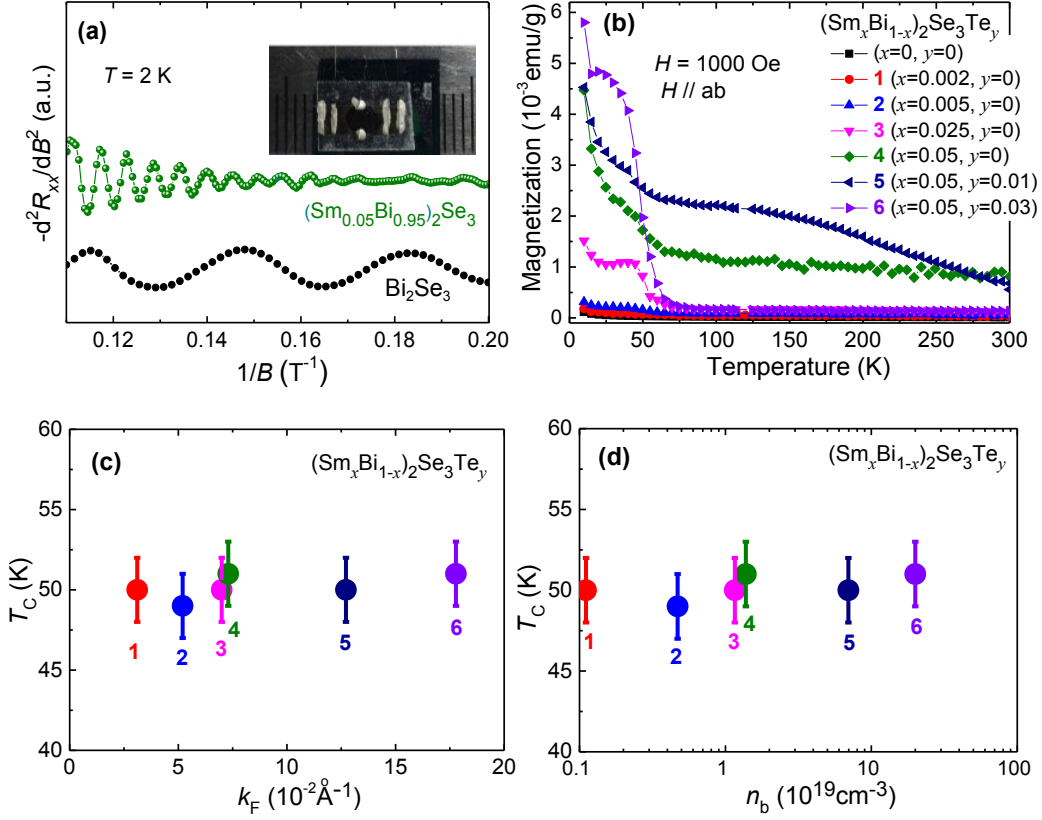 (a)
T = 2 K
-d²Rxx/dB² (a.u.)
(Sm0.05Bi0.95)2Se3
Bi2Se3
0.12 0.14 0.16 0.18 0.20
1/B (T⁻¹)
(b)
(SmxBi1-x)2Se3Tey
H = 1000 Oe
H // ab
(x=0, y=0)
1 (x=0.002, y=0)
2 (x=0.005, y=0)
3 (x=0.025, y=0)
4 (x=0.05, y=0)
5 (x=0.05, y=0.01)
6 (x=0.05, y=0.03)
Magnetization (10⁻³emu/g)
6
5
4
3
2
1
0
0 50 100 150 200 250 300
Temperature (K)
(c)
(SmxBi1-x)2Se3Tey
TC (K)
60
55
50
45
40
1 2 3 4 5 6
0 5 10 15 20
kF (10⁻²Å⁻¹)
(d)
(SmxBi1-x)2Se3Tey
TC (K)
60
55
50
45
40
1 2 3 4 5 6
0.1 1 10 100
nb (10¹⁹cm⁻³)